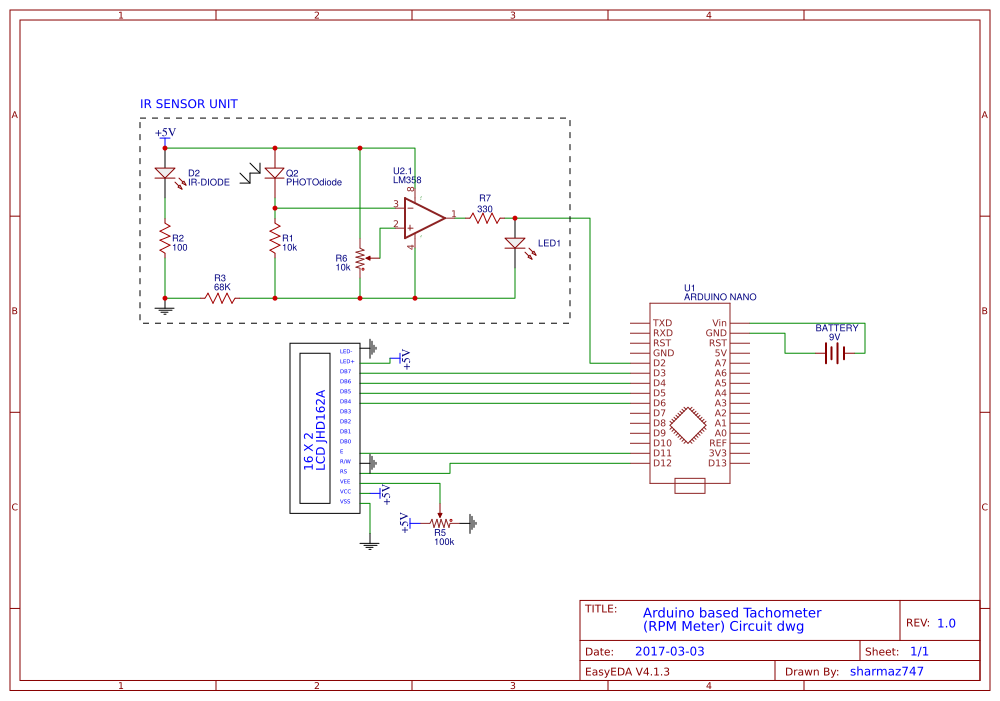 1 2 3 4
A A
IR SENSOR UNIT
+5V
D2
IR-DIODE
Q2
PHOTOdiode
U2.1
LM358
8
3
2
1
4
R7
330
LED1
R2
100
R1
10k
R6
10k
R3
68K
B B
U1
ARDUINO NANO
TXD
RXD
RST
GND
D2
D3
D4
D5
D6
D7
D8
D9
D10
D11
D12
Vin
GND
RST
5V
A7
A6
A5
A4
A3
A2
A1
A0
REF
3V3
D13
BATTERY
9V
16 X 2
LCD JHD162A
LED-
LED+
DB7
DB6
DB5
DB4
DB3
DB2
DB1
DB0
E
R/W
RS
VEE
VCC
VSS
+5V
+5V
+5V
R5
100k
C C
TITLE:
Arduino based Tachometer
(RPM Meter) Circuit dwg
REV: 1.0
Date: 2017-03-03
Sheet: 1/1
EasyEDA V4.1.3
Drawn By: sharmaz747
1 2 3 4